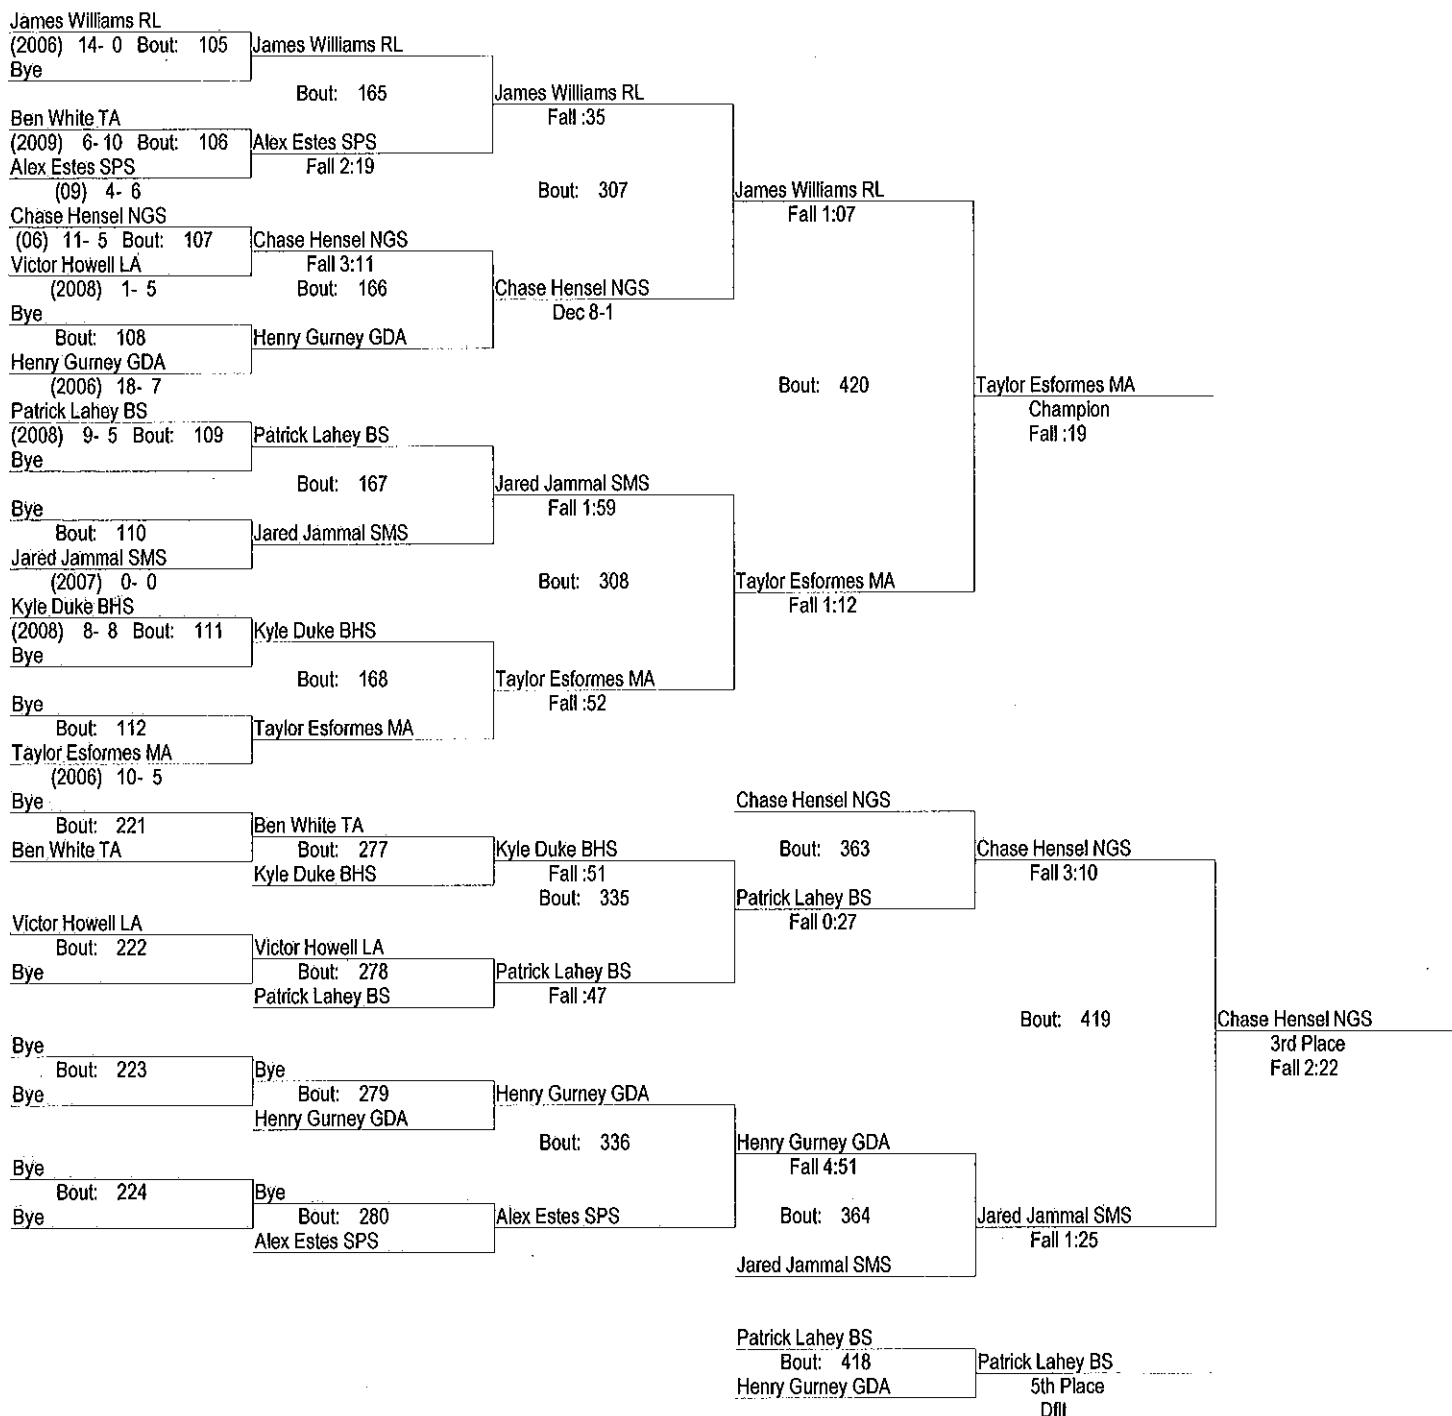 James Williams RL
(2006) 14- 0 Bout: 105
Bye
James Williams RL
Bout: 165
Ben White TA
(2009) 6-10 Bout: 106
Alex Estes SPS
(09) 4- 6
Alex Estes SPS
Fall 2:19
James Williams RL
Fall :35
Bout: 307
Chase Hensel NGS
(06) 11- 5 Bout: 107
Victor Howell LA
(2008) 1- 5
Chase Hensel NGS
Fall 3:11
Bout: 166
Bye
Bout: 108
Henry Gurney GDA
(2006) 18- 7
Henry Gurney GDA
Chase Hensel NGS
Dec 8-1
James Williams RL
Fall 1:07
Bout: 420
Patrick Lahey BS
(2008) 9- 5 Bout: 109
Bye
Patrick Lahey BS
Bout: 167
Bye
Bout: 110
Jared Jammal SMS
(2007) 0- 0
Jared Jammal SMS
Jared Jammal SMS
Fall 1:59
Bout: 308
Kyle Duke BHS
(2008) 8- 8 Bout: 111
Bye
Kyle Duke BHS
Bout: 168
Bye
Bout: 112
Taylor Esformes MA
(2006) 10- 5
Taylor Esformes MA
Taylor Esformes MA
Fall :52
Taylor Esformes MA
Fall 1:12
Taylor Esformes MA
Champion
Fall :19
Bye
Bout: 221
Ben White TA
Ben White TA
Bout: 277
Kyle Duke BHS
Kyle Duke BHS
Fall :51
Bout: 335
Victor Howell LA
Bout: 222
Bye
Victor Howell LA
Bout: 278
Patrick Lahey BS
Patrick Lahey BS
Fall :47
Chase Hensel NGS
Bout: 363
Patrick Lahey BS
Fall 0:27
Chase Hensel NGS
Fall 3:10
Bout: 419
Bye
Bout: 223
Bye
Bye
Bout: 279
Henry Gurney GDA
Henry Gurney GDA
Bout: 336
Bye
Bout: 224
Bye
Bye
Bout: 280
Alex Estes SPS
Alex Estes SPS
Henry Gurney GDA
Fall 4:51
Bout: 364
Jared Jammal SMS
Jared Jammal SMS
Fall 1:25
Chase Hensel NGS
3rd Place
Fall 2:22
Patrick Lahey BS
Bout: 418
Henry Gurney GDA
Patrick Lahey BS
5th Place
Dflt